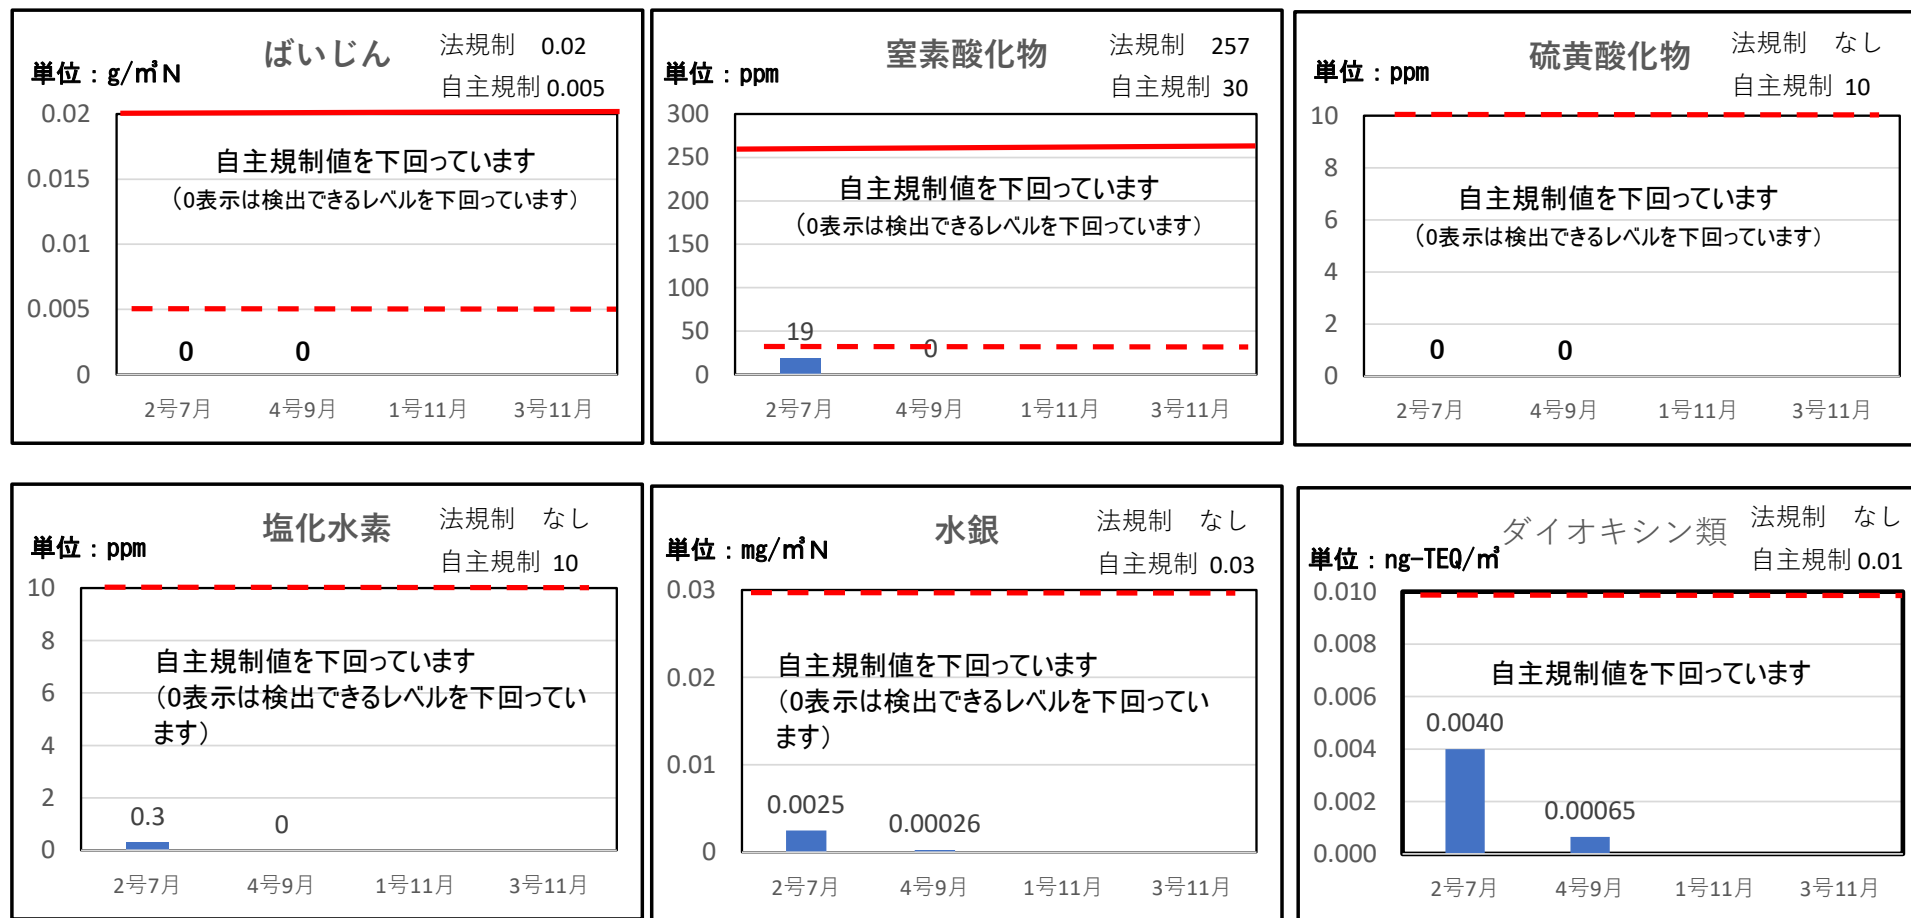 ばいじん
法規制 0.02
単位：g/㎥N
自主規制 0.005
0.02
自主規制値を下回っています
0.015
（0表示は検出できるレベルを下回っています）
0.01
0.005
0 0
0
2号7月 4号9月 1号11月 3号11月
窒素酸化物
法規制 257
単位：ppm
自主規制 30
300
250
自主規制値を下回っています
200
（0表示は検出できるレベルを下回っています）
150
100
50
19 0
0
2号7月 4号9月 1号11月 3号11月
硫黄酸化物
法規制 なし
単位：ppm
自主規制 10
10
8
自主規制値を下回っています
6
（0表示は検出できるレベルを下回っています）
4
2
0 0
0
2号7月 4号9月 1号11月 3号11月
塩化水素
法規制 なし
単位：ppm
自主規制 10
10
8
自主規制値を下回っています
6
（0表示は検出できるレベルを下回ってい
ます）
4
2
0.3 0
0
2号7月 4号9月 1号11月 3号11月
水銀
法規制 なし
単位：mg/㎥N
自主規制 0.03
0.03
自主規制値を下回っています
0.02
（0表示は検出できるレベルを下回ってい
ます）
0.01
0.0025 0.00026
0
2号7月 4号9月 1号11月 3号11月
ダイオキシン類
法規制 なし
単位：ng-TEQ/㎥
自主規制 0.01
0.010
0.008
自主規制値を下回っています
0.006
0.0040
0.004
0.002
0.00065
0.000
2号7月 4号9月 1号11月 3号11月